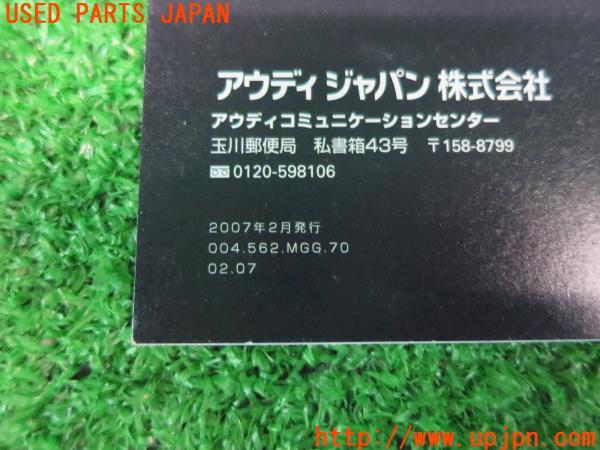 USED PARTS JAPAN
アウディ ジャパン 株式会社
アウディコミュニケーションセンター
玉川郵便局 私書箱43号 〒158-8799
0120-598106
2007年2月発行
004.562.MGG.70
02.07
UPJ
http://www.upjpn.com